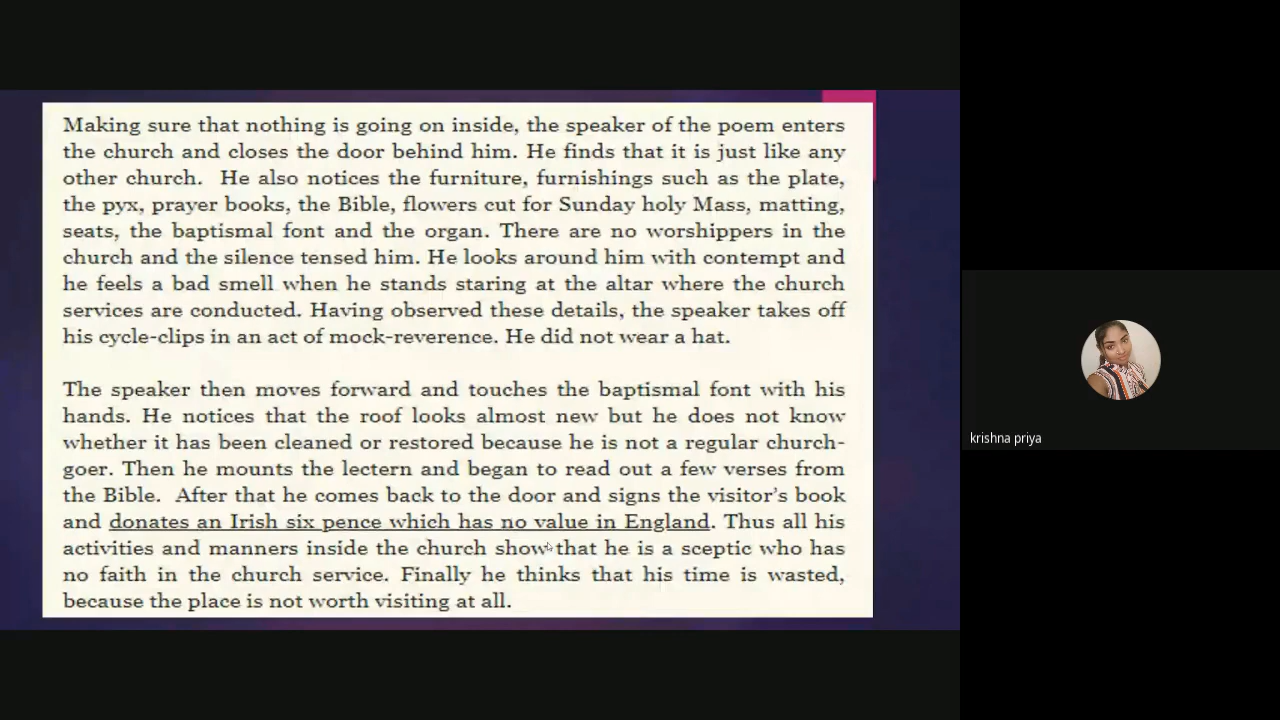 Making sure that nothing is going on inside, the speaker of the poem enters
the church and closes the door behind him. He finds that it is just like any
other church.  He also notices the furniture, furnishings such as the plate,
the pyx, prayer books, the Bible, flowers cut for Sunday holy Mass, matting,
seats, the baptismal font and the organ. There are no worshippers in the
church and the silence tensed him. He looks around him with contempt and
he feels a bad smell when he stands staring at the altar where the church
services are conducted. Having observed these details, the speaker takes off
his cycle-clips in an act of mock-reverence. He did not wear a hat.
The speaker then moves forward and touches the baptismal font with his
hands. He notices that the roof looks almost new but he does not know
whether it has been cleaned or restored because he is not a regular church-
goer. Then he mounts the lectern and began to read out a few verses from
the Bible.  After that he comes back to the door and signs the visitor's book
and donates an Irish six pence which has no value in England. Thus all his
activities and manners inside the church show that he is a sceptic who has
no faith in the church service. Finally he thinks that his time is wasted,
because the place is not worth visiting at all.
krishna priya